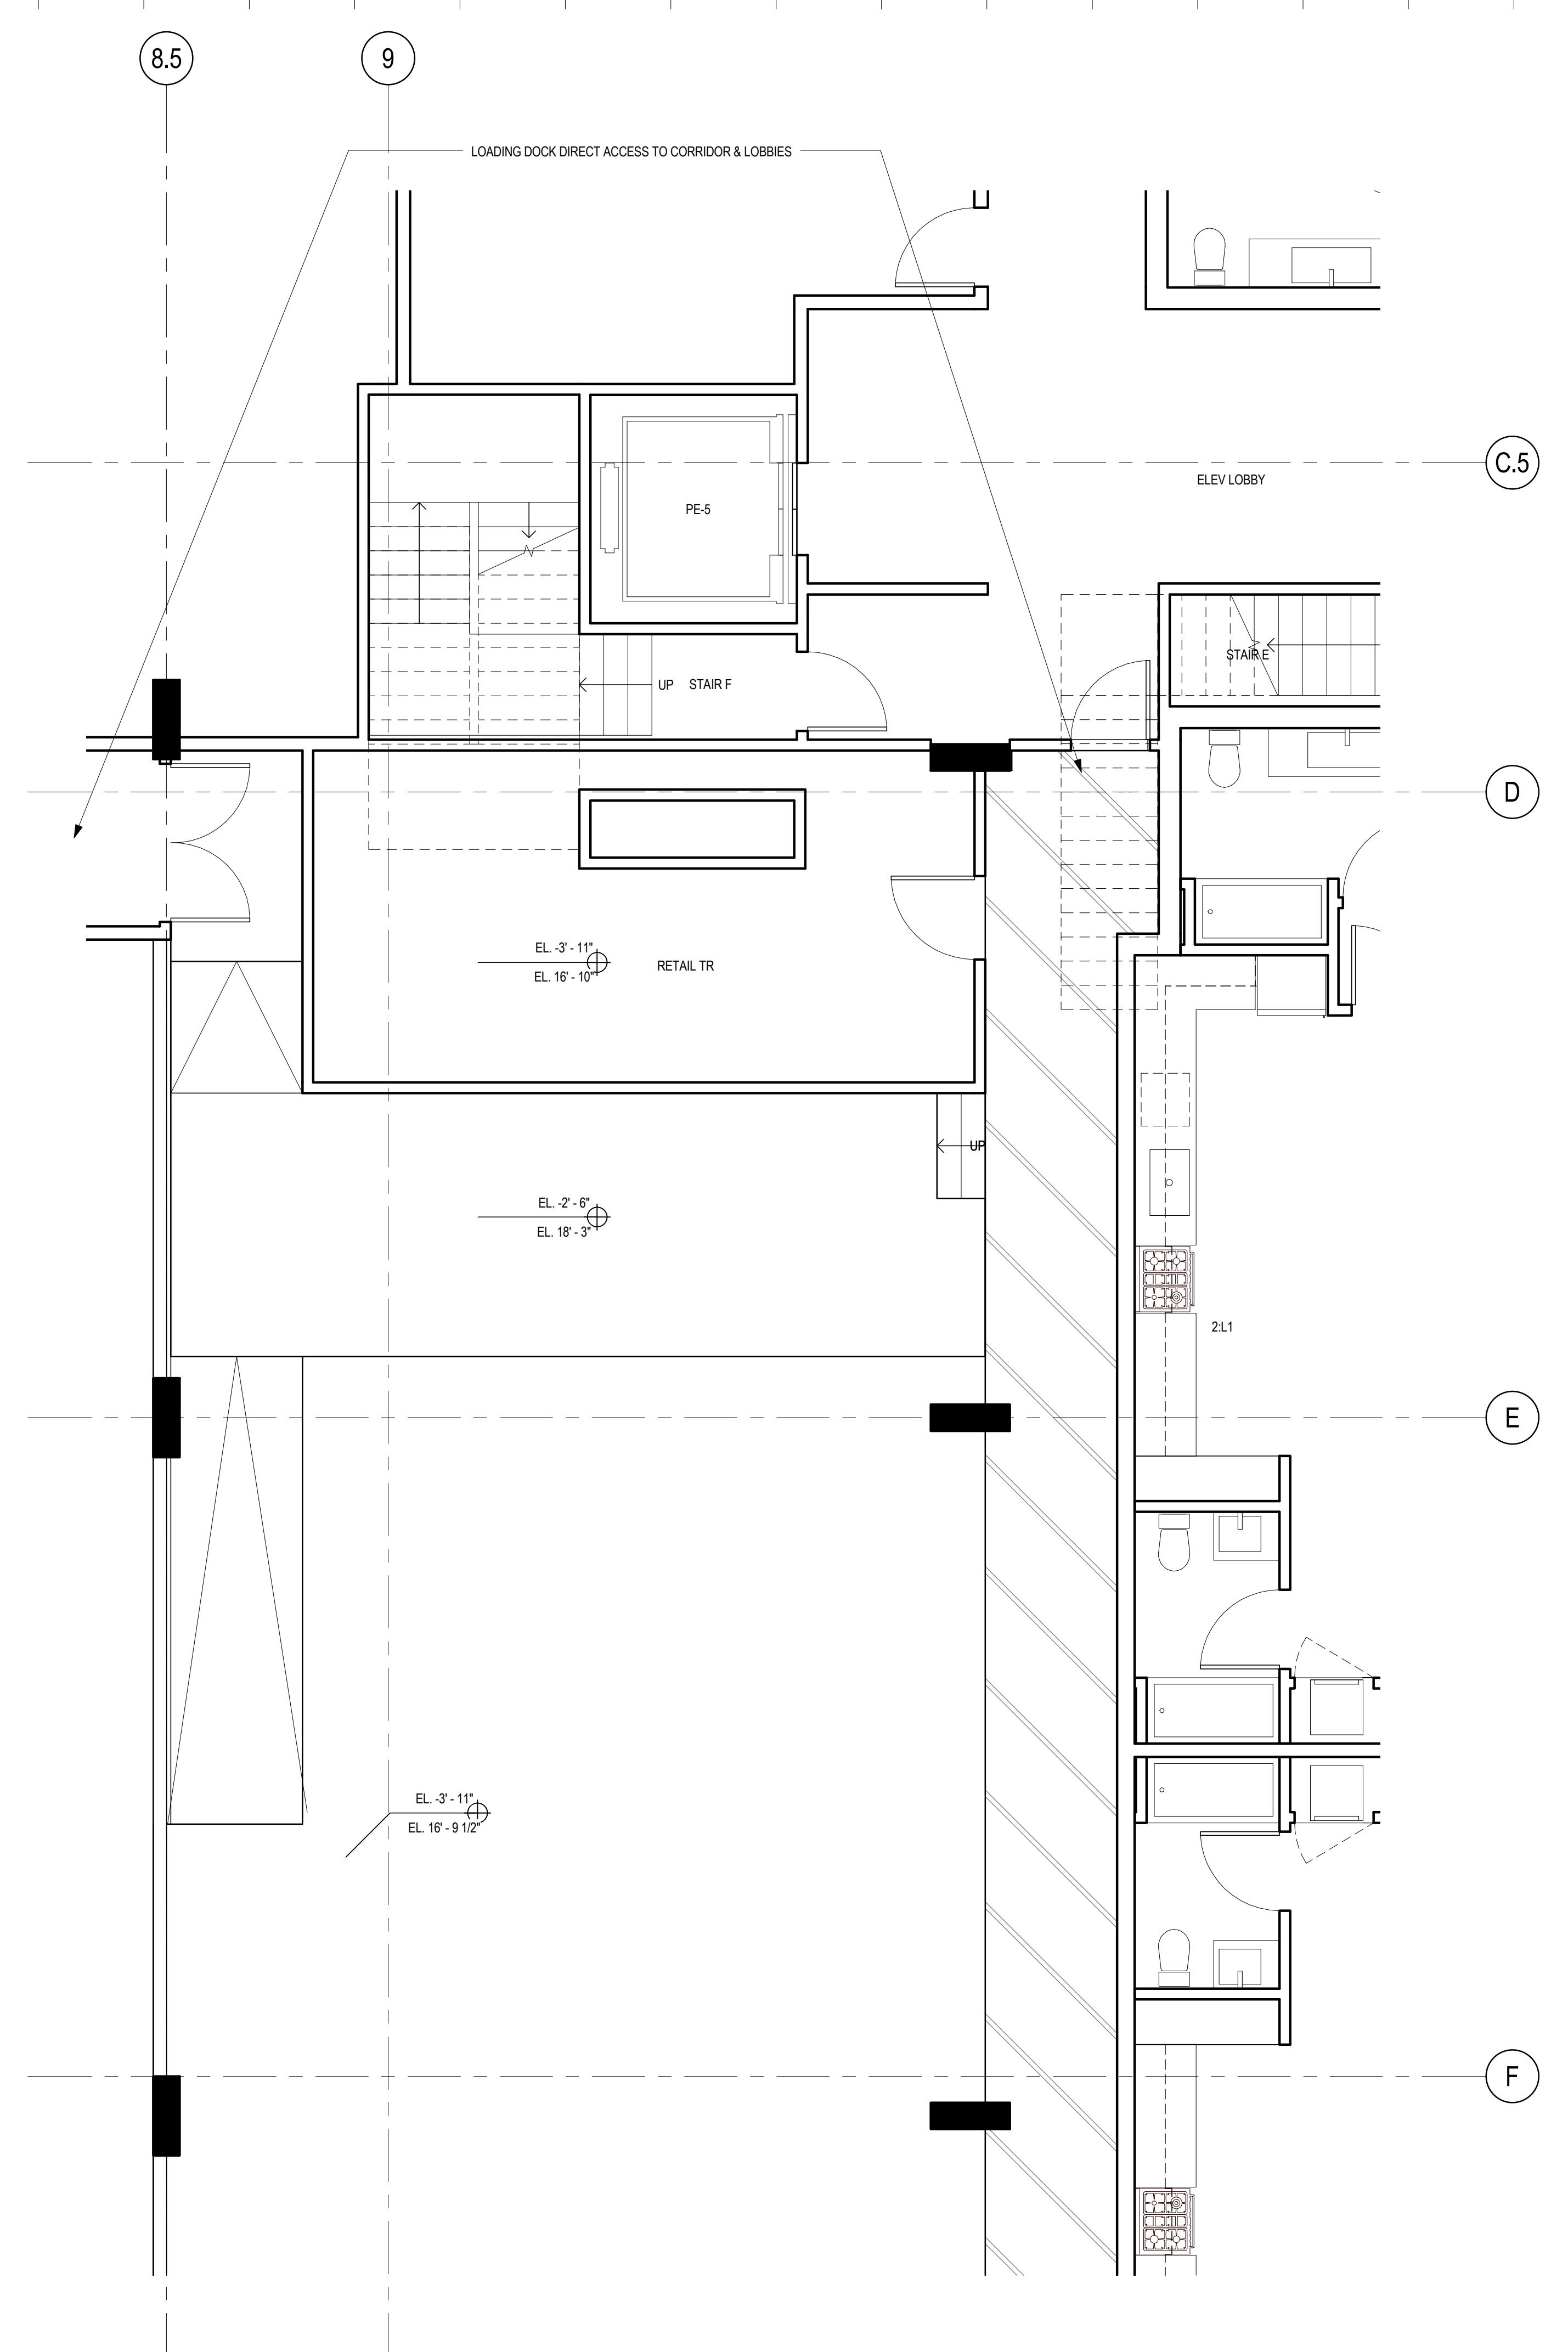 8.5
9
LOADING DOCK DIRECT ACCESS TO CORRIDOR & LOBBIES
C.5
ELEV LOBBY
PE-5
STAIR E
UP STAIR F
D
EL. -3' - 11"
EL. 16' - 10"
RETAIL TR
UP
EL. -2' - 6"
EL. 18' - 3"
2:L1
E
EL. -3' - 11"
EL. 16' - 9 1/2"
F